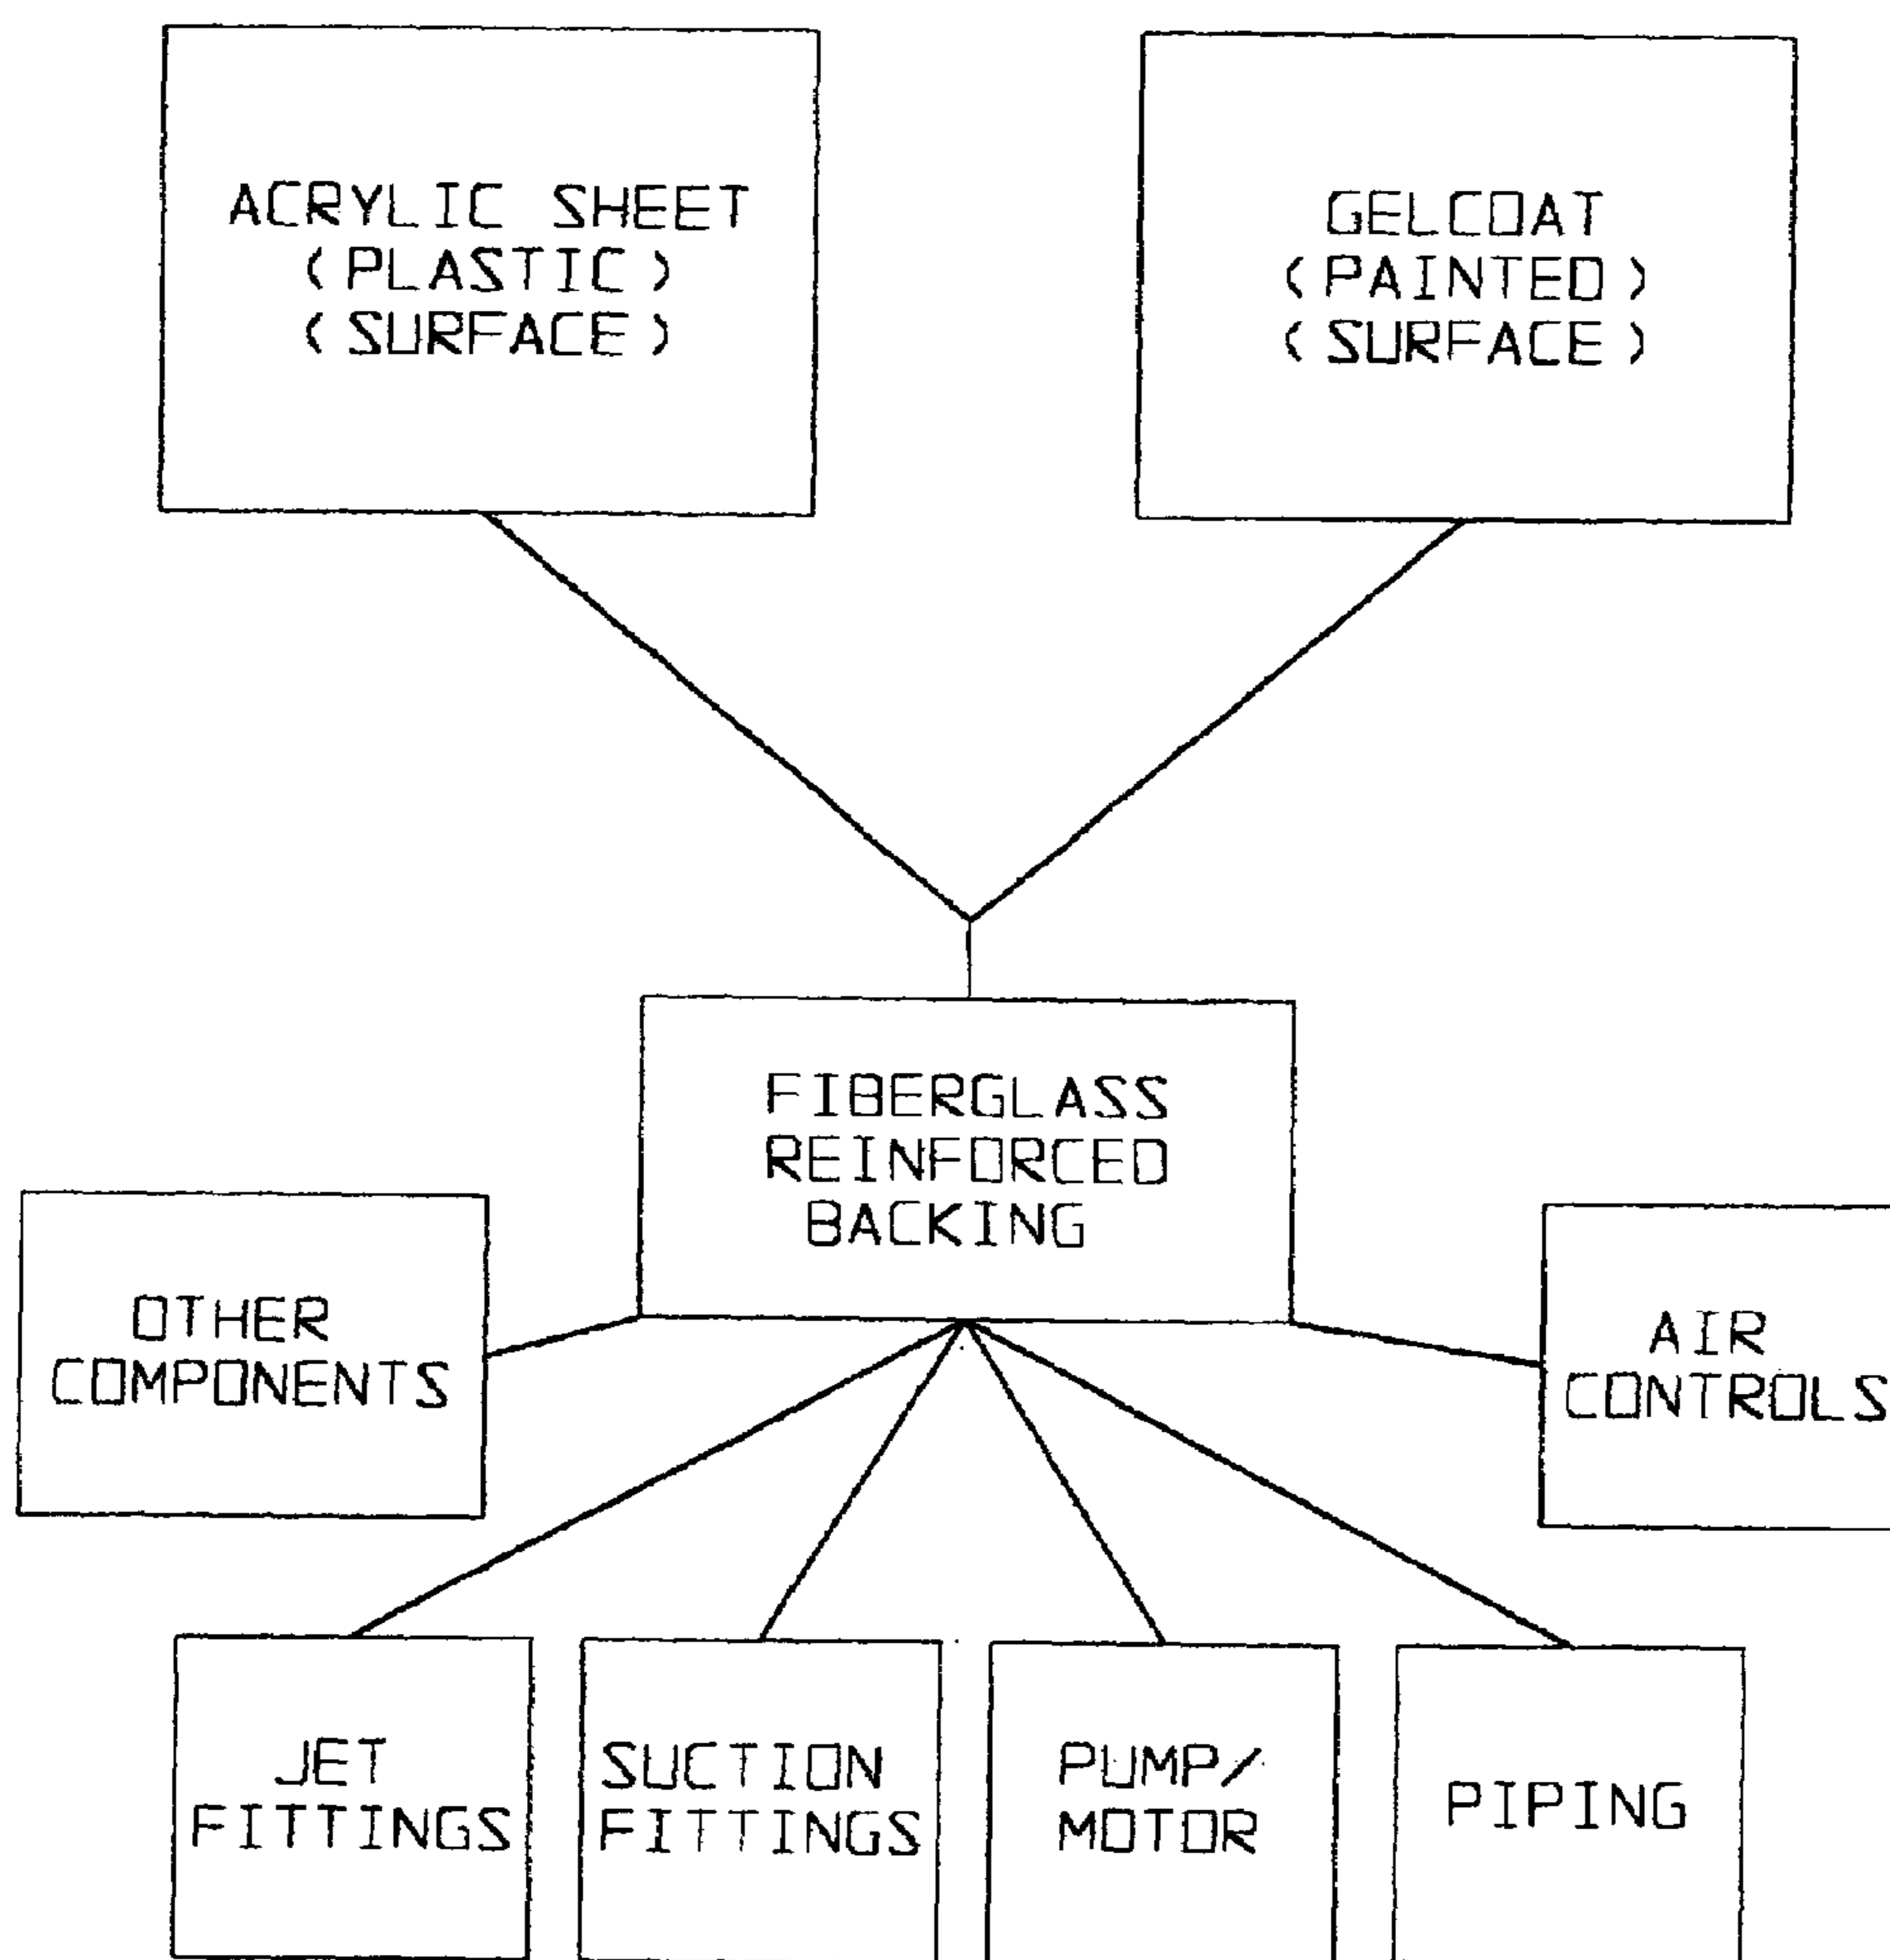 ACRYLIC SHEET
(PLASTIC)
(SURFACE)
GELCOAT
(PAINTED)
(SURFACE)
FIBERGLASS
REINFORCED
BACKING
OTHER
COMPONENTS
AIR
CONTROLS
JET
FITTINGS
SUCTION
FITTINGS
PUMP/
MOTOR
PIPING